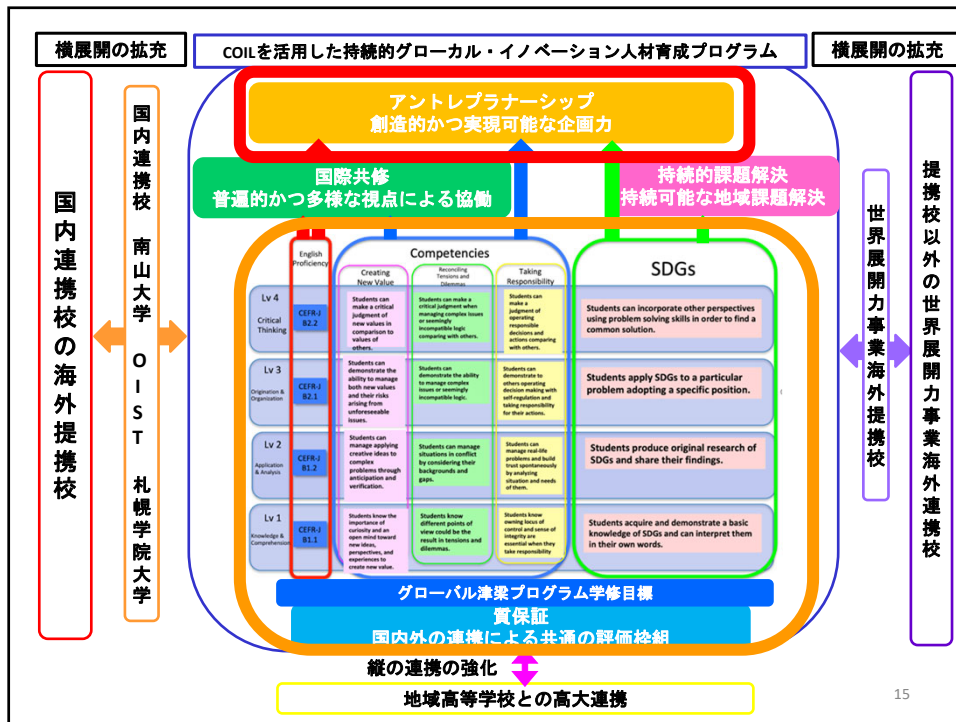 横展開の拡充
COILを活用した持続的グローカル・イノベーション人材育成プログラム
横展開の拡充
国内連携校の海外提携校
国内連携校 南山大学 OIST 札幌学院大学
アントレプラナーシップ
創造的かつ実現可能な企画力
国際共修
普遍的かつ多様な視点による協働
持続的課題解決
持続可能な地域課題解決
English
Proficiency
Competencies
SDGs
Creating
New Value
Reconciling
Tensions and
Dilemmas
Taking
Responsibility
Lv 4
Critical
Thinking
CEFR-J
B2.2
Students can
make a critical
judgment of
new values in
comparison to
values of
others.
Students can make a
critical judgment when
managing complex issues
or seemingly
incompatible logic
comparing with others.
Students can
make a
judgment of
operating
responsible
decisions and
actions comparing
with others.
Students can incorporate other perspectives
using problem solving skills in order to find a
common solution.
Lv 3
Origination &
Organization
CEFR-J
B2.1
Students can
demonstrate the
ability to manage
both new values
and their risks
arising from
unforeseeable
issues.
Students can
demonstrate the ability
to manage complex
issues or seemingly
incompatible logic.
Students can
demonstrate to
others operating
decision making with
self-regulation and
taking responsibility
for their actions.
Students apply SDGs to a particular
problem adopting a specific position.
Lv 2
Application
& Analysis
CEFR-J
B1.2
Students can
manage applying
creative ideas to
complex
problems through
anticipation and
verification.
Students can manage
situations in conflict
by considering their
backgrounds and
gaps.
Students can
manage real-life
problems and build
trust spontaneously
by analyzing
situation and needs
of them.
Students produce original research of
SDGs and share their findings.
Lv 1
Knowledge &
Comprehension
CEFR-J
B1.1
Students know the
importance of
curiosity and an
open mind toward
new ideas,
perspectives, and
experiences to
create new value.
Students know
different points of
view could be the
result in tensions and
dilemmas.
Students know
owning locus of
control and sense of
integrity are
essential when they
take responsibility
Students acquire and demonstrate a basic
knowledge of SDGs and can interpret them
in their own words.
グローバル津梁プログラム学修目標
質保証
国内外の連携による共通の評価枠組
縦の連携の強化
地域高等学校との高大連携
世界展開力事業海外提携校
提携校以外の世界展開力事業海外連携校
15